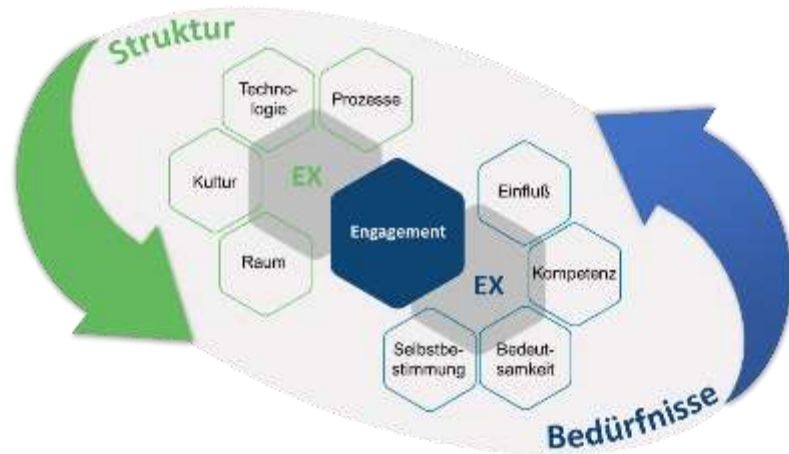 Struktur
Techno-
logie
Prozesse
Kultur
EX
Raum
Engagement
Einfluß
EX
Kompetenz
Selbstbe-
stimmung
Bedeut-
samkeit
Bedürfnisse